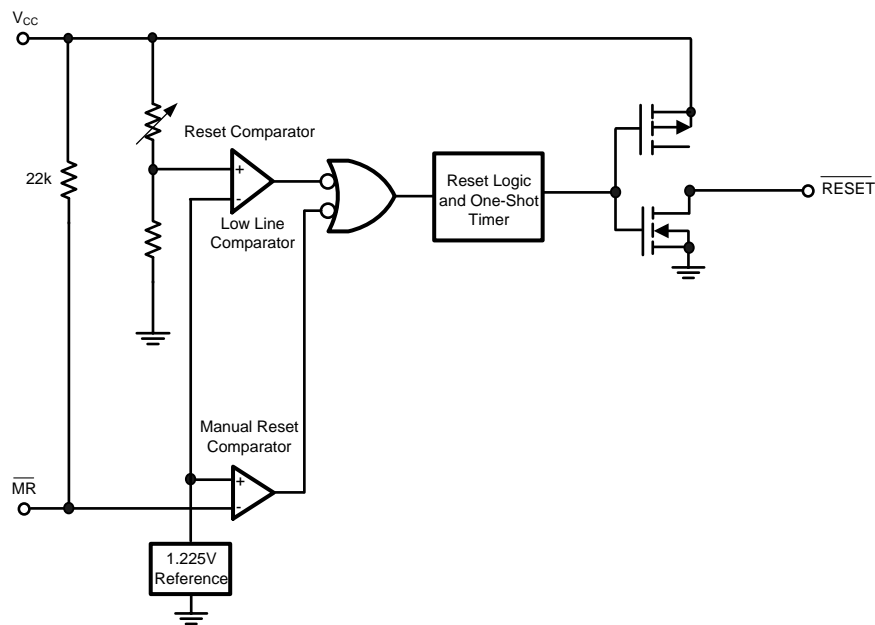 V_CC
Reset Comparator
22k
+
-
Low Line
Comparator
Reset Logic
and One-Shot
Timer
RESET
Manual Reset
Comparator
MR
+
-
1.225V
Reference